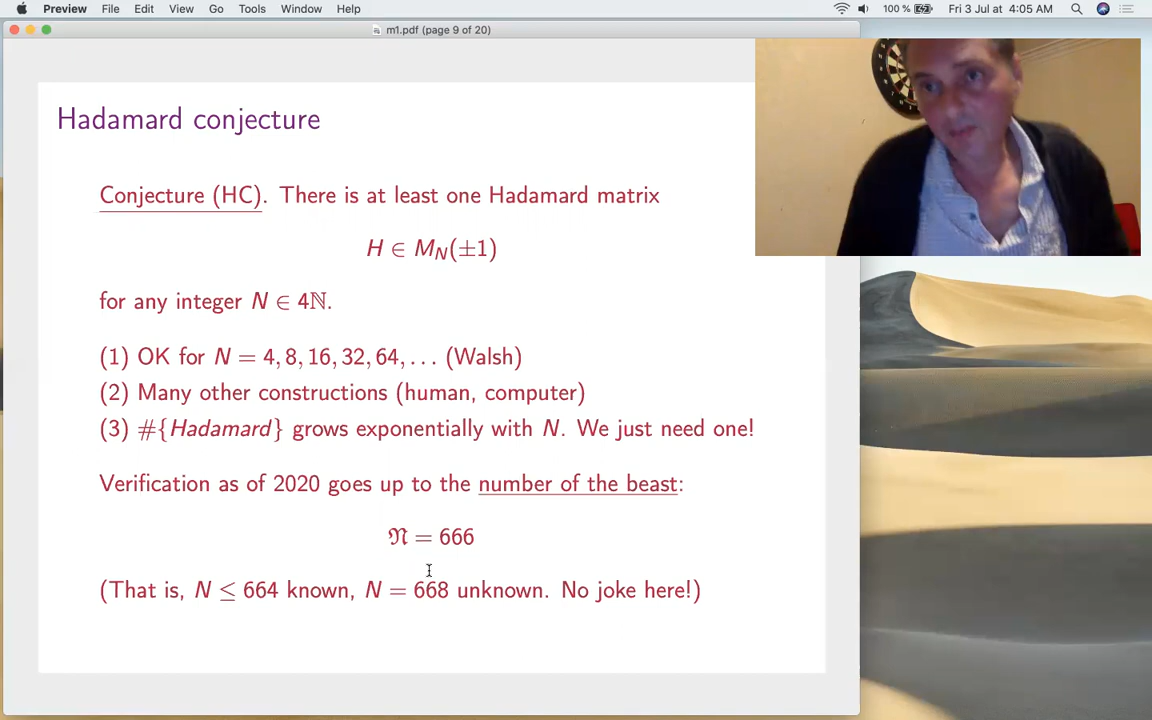 Preview File Edit View Go Tools Window Help 100 % Fri 3 Jul at 4:05 AM
m1.pdf (page 9 of 20)
Hadamard conjecture
Conjecture (HC). There is at least one Hadamard matrix
H ∈ M_N(±1)
for any integer N ∈ 4ℕ.
(1) OK for N = 4, 8, 16, 32, 64, . . . (Walsh)
(2) Many other constructions (human, computer)
(3) #{Hadamard} grows exponentially with N. We just need one!
Verification as of 2020 goes up to the number of the beast:
𝔑 = 666
(That is, N ≤ 664 known, N = 668 unknown. No joke here!)